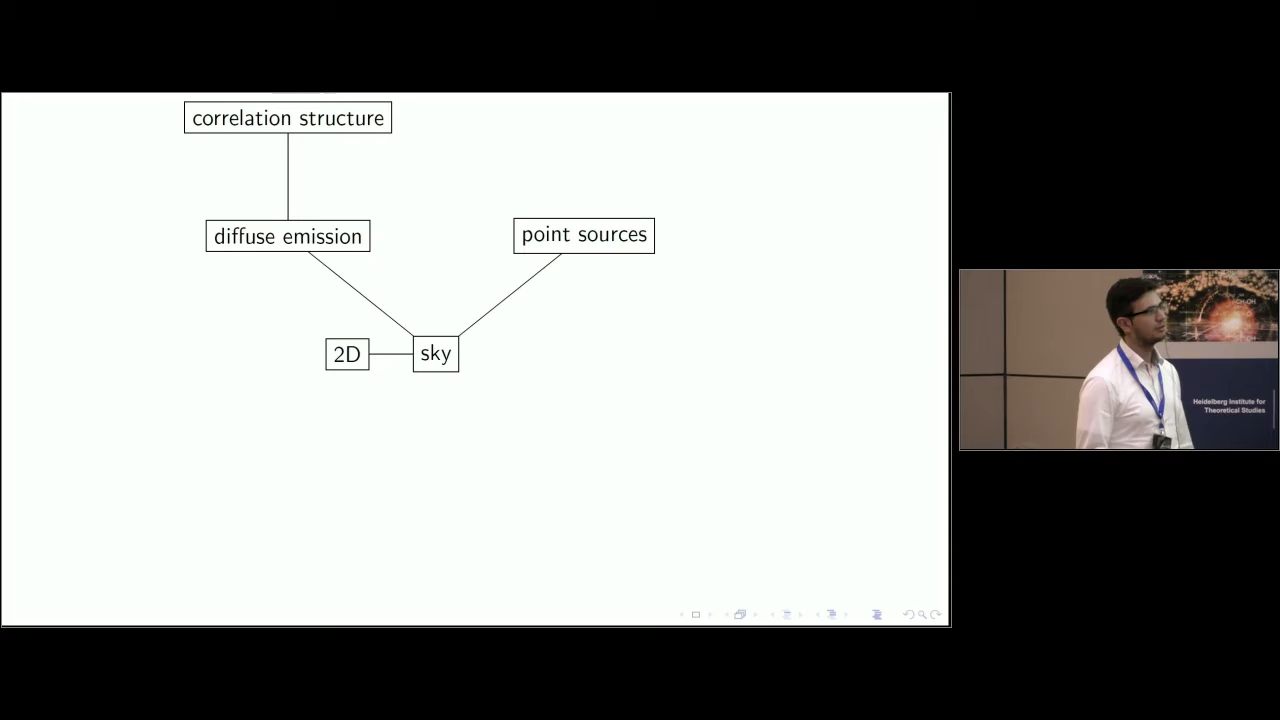 correlation structure
diffuse emission
point sources
2D
sky
Heidelberg Institute for
Theoretical Studies